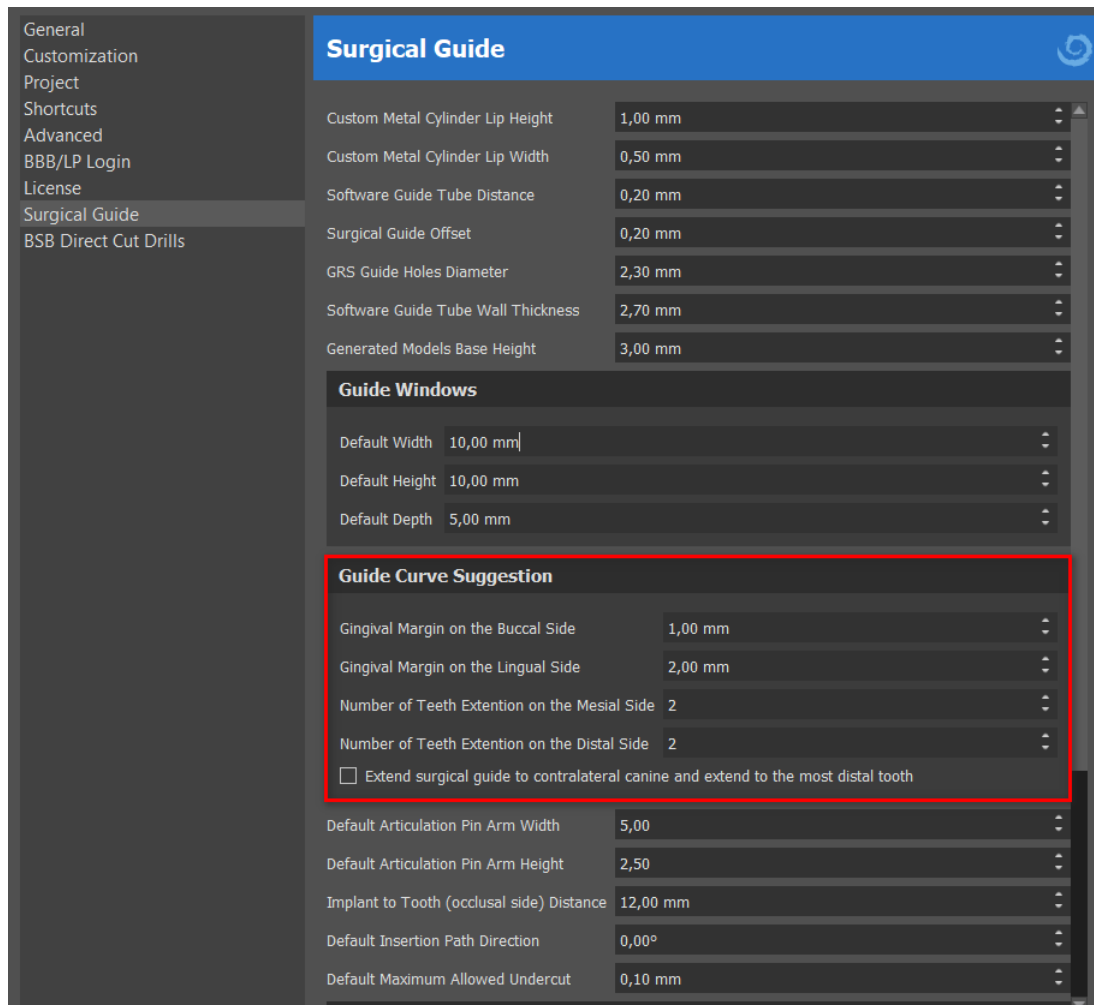 General
Customization
Project
Shortcuts
Advanced
BBB/LP Login
License
Surgical Guide
BSB Direct Cut Drills
Surgical Guide
Custom Metal Cylinder Lip Height 1,00 mm
Custom Metal Cylinder Lip Width 0,50 mm
Software Guide Tube Distance 0,20 mm
Surgical Guide Offset 0,20 mm
GRS Guide Holes Diameter 2,30 mm
Software Guide Tube Wall Thickness 2,70 mm
Generated Models Base Height 3,00 mm
Guide Windows
Default Width 10,00 mm
Default Height 10,00 mm
Default Depth 5,00 mm
Guide Curve Suggestion
Gingival Margin on the Buccal Side 1,00 mm
Gingival Margin on the Lingual Side 2,00 mm
Number of Teeth Extention on the Mesial Side 2
Number of Teeth Extention on the Distal Side 2
Extend surgical guide to contralateral canine and extend to the most distal tooth
Default Articulation Pin Arm Width 5,00
Default Articulation Pin Arm Height 2,50
Implant to Tooth (occlusal side) Distance 12,00 mm
Default Insertion Path Direction 0,00º
Default Maximum Allowed Undercut 0,10 mm